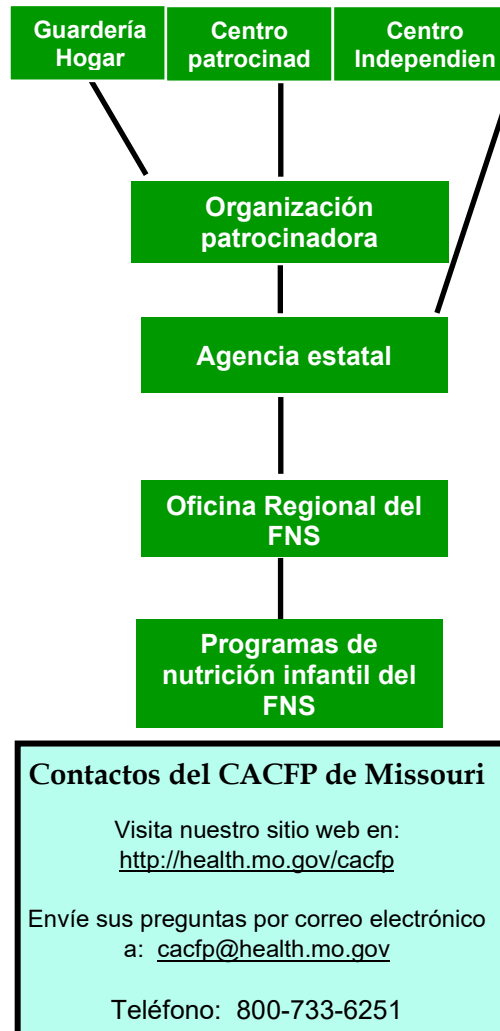 Guardería
Hogar
Centro
patrocinad
Centro
Independien
Organización
patrocinadora
Agencia estatal
Oficina Regional del
FNS
Programas de
nutrición infantil del
FNS
Contactos del CACFP de Missouri
Visita nuestro sitio web en:
http://health.mo.gov/cacfp
Envíe sus preguntas por correo electrónico
a: cacfp@health.mo.gov
Teléfono: 800-733-6251